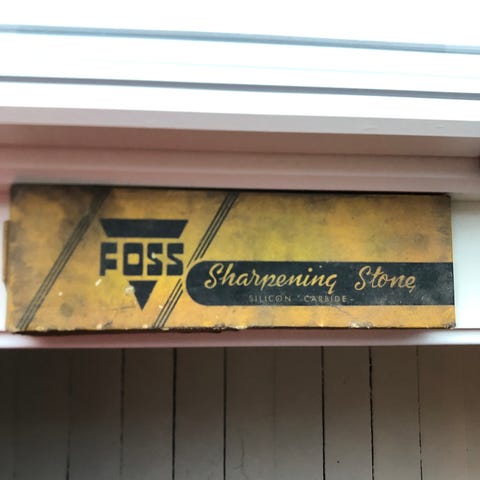 FOSS
Sharpening Stone
SILICON CARBIDE